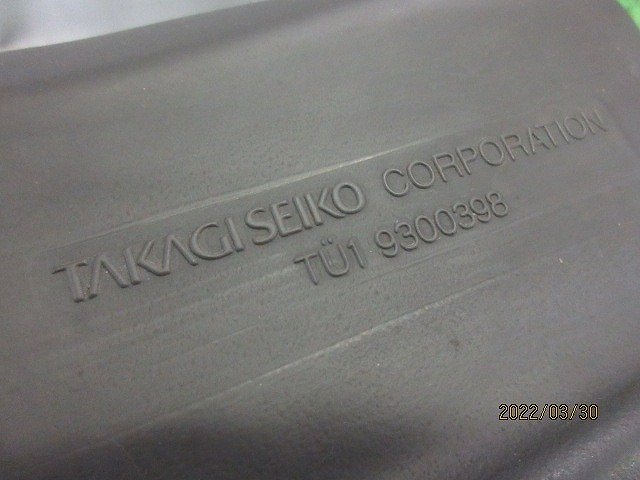 TAKAGI SEIKO CORPORATION
TÜ1 9300398
2022/03/30